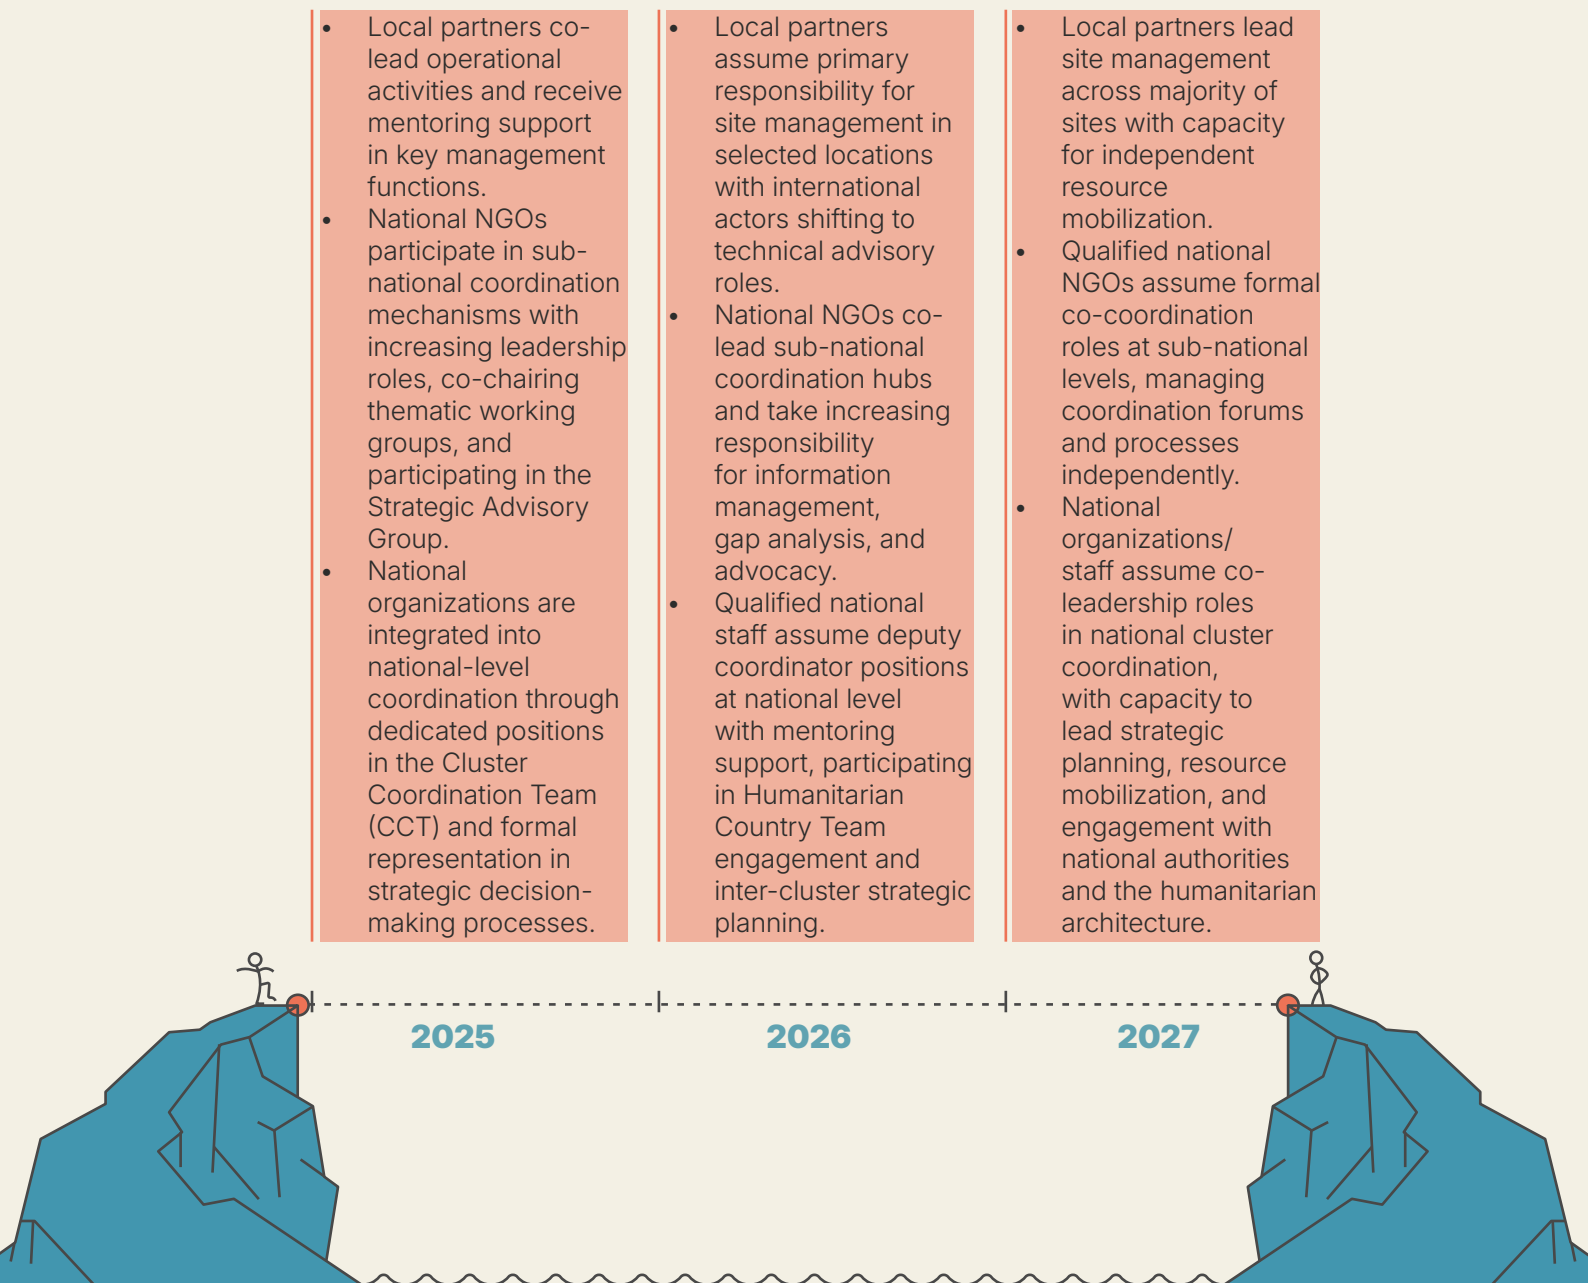 • Local partners co-
lead operational
activities and receive
mentoring support
in key management
functions.
• National NGOs
participate in sub-
national coordination
mechanisms with
increasing leadership
roles, co-chairing
thematic working
groups, and
participating in the
Strategic Advisory
Group.
• National
organizations are
integrated into
national-level
coordination through
dedicated positions
in the Cluster
Coordination Team
(CCT) and formal
representation in
strategic decision-
making processes.
• Local partners
assume primary
responsibility for
site management in
selected locations
with international
actors shifting to
technical advisory
roles.
• National NGOs co-
lead sub-national
coordination hubs
and take increasing
responsibility
for information
management,
gap analysis, and
advocacy.
• Qualified national
staff assume deputy
coordinator positions
at national level
with mentoring
support, participating
in Humanitarian
Country Team
engagement and
inter-cluster strategic
planning.
• Local partners lead
site management
across majority of
sites with capacity
for independent
resource
mobilization.
• Qualified national
NGOs assume formal
co-coordination
roles at sub-national
levels, managing
coordination forums
and processes
independently.
• National
organizations/
staff assume co-
leadership roles
in national cluster
coordination,
with capacity to
lead strategic
planning, resource
mobilization, and
engagement with
national authorities
and the humanitarian
architecture.
2025
2026
2027